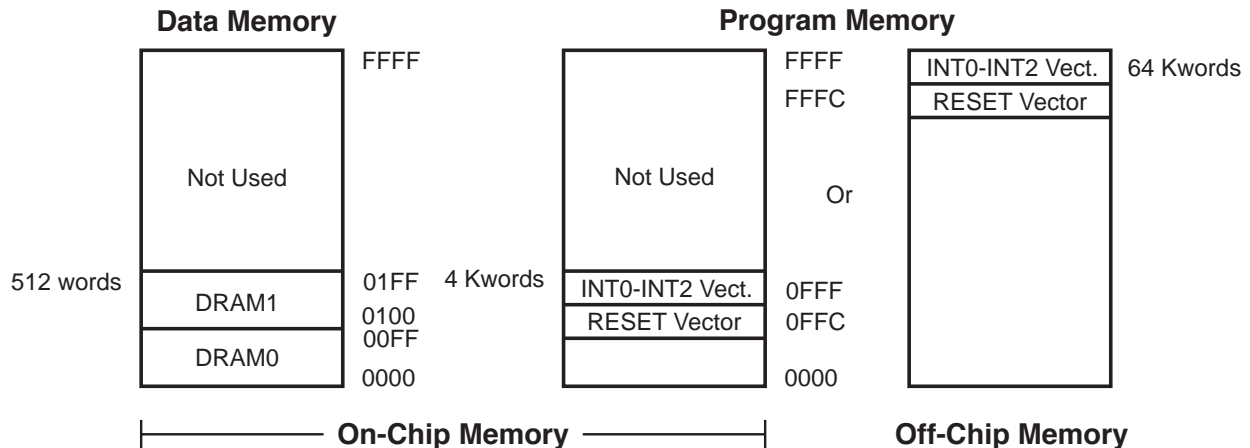 Data Memory
Program Memory
FFFF
Not Used
512 words
01FF
DRAM1
0100
00FF
DRAM0
0000
FFFF
FFFC
Not Used
Or
4 Kwords
INT0-INT2 Vect.
0FFF
RESET Vector
0FFC
0000
INT0-INT2 Vect.
64 Kwords
RESET Vector
On-Chip Memory
Off-Chip Memory